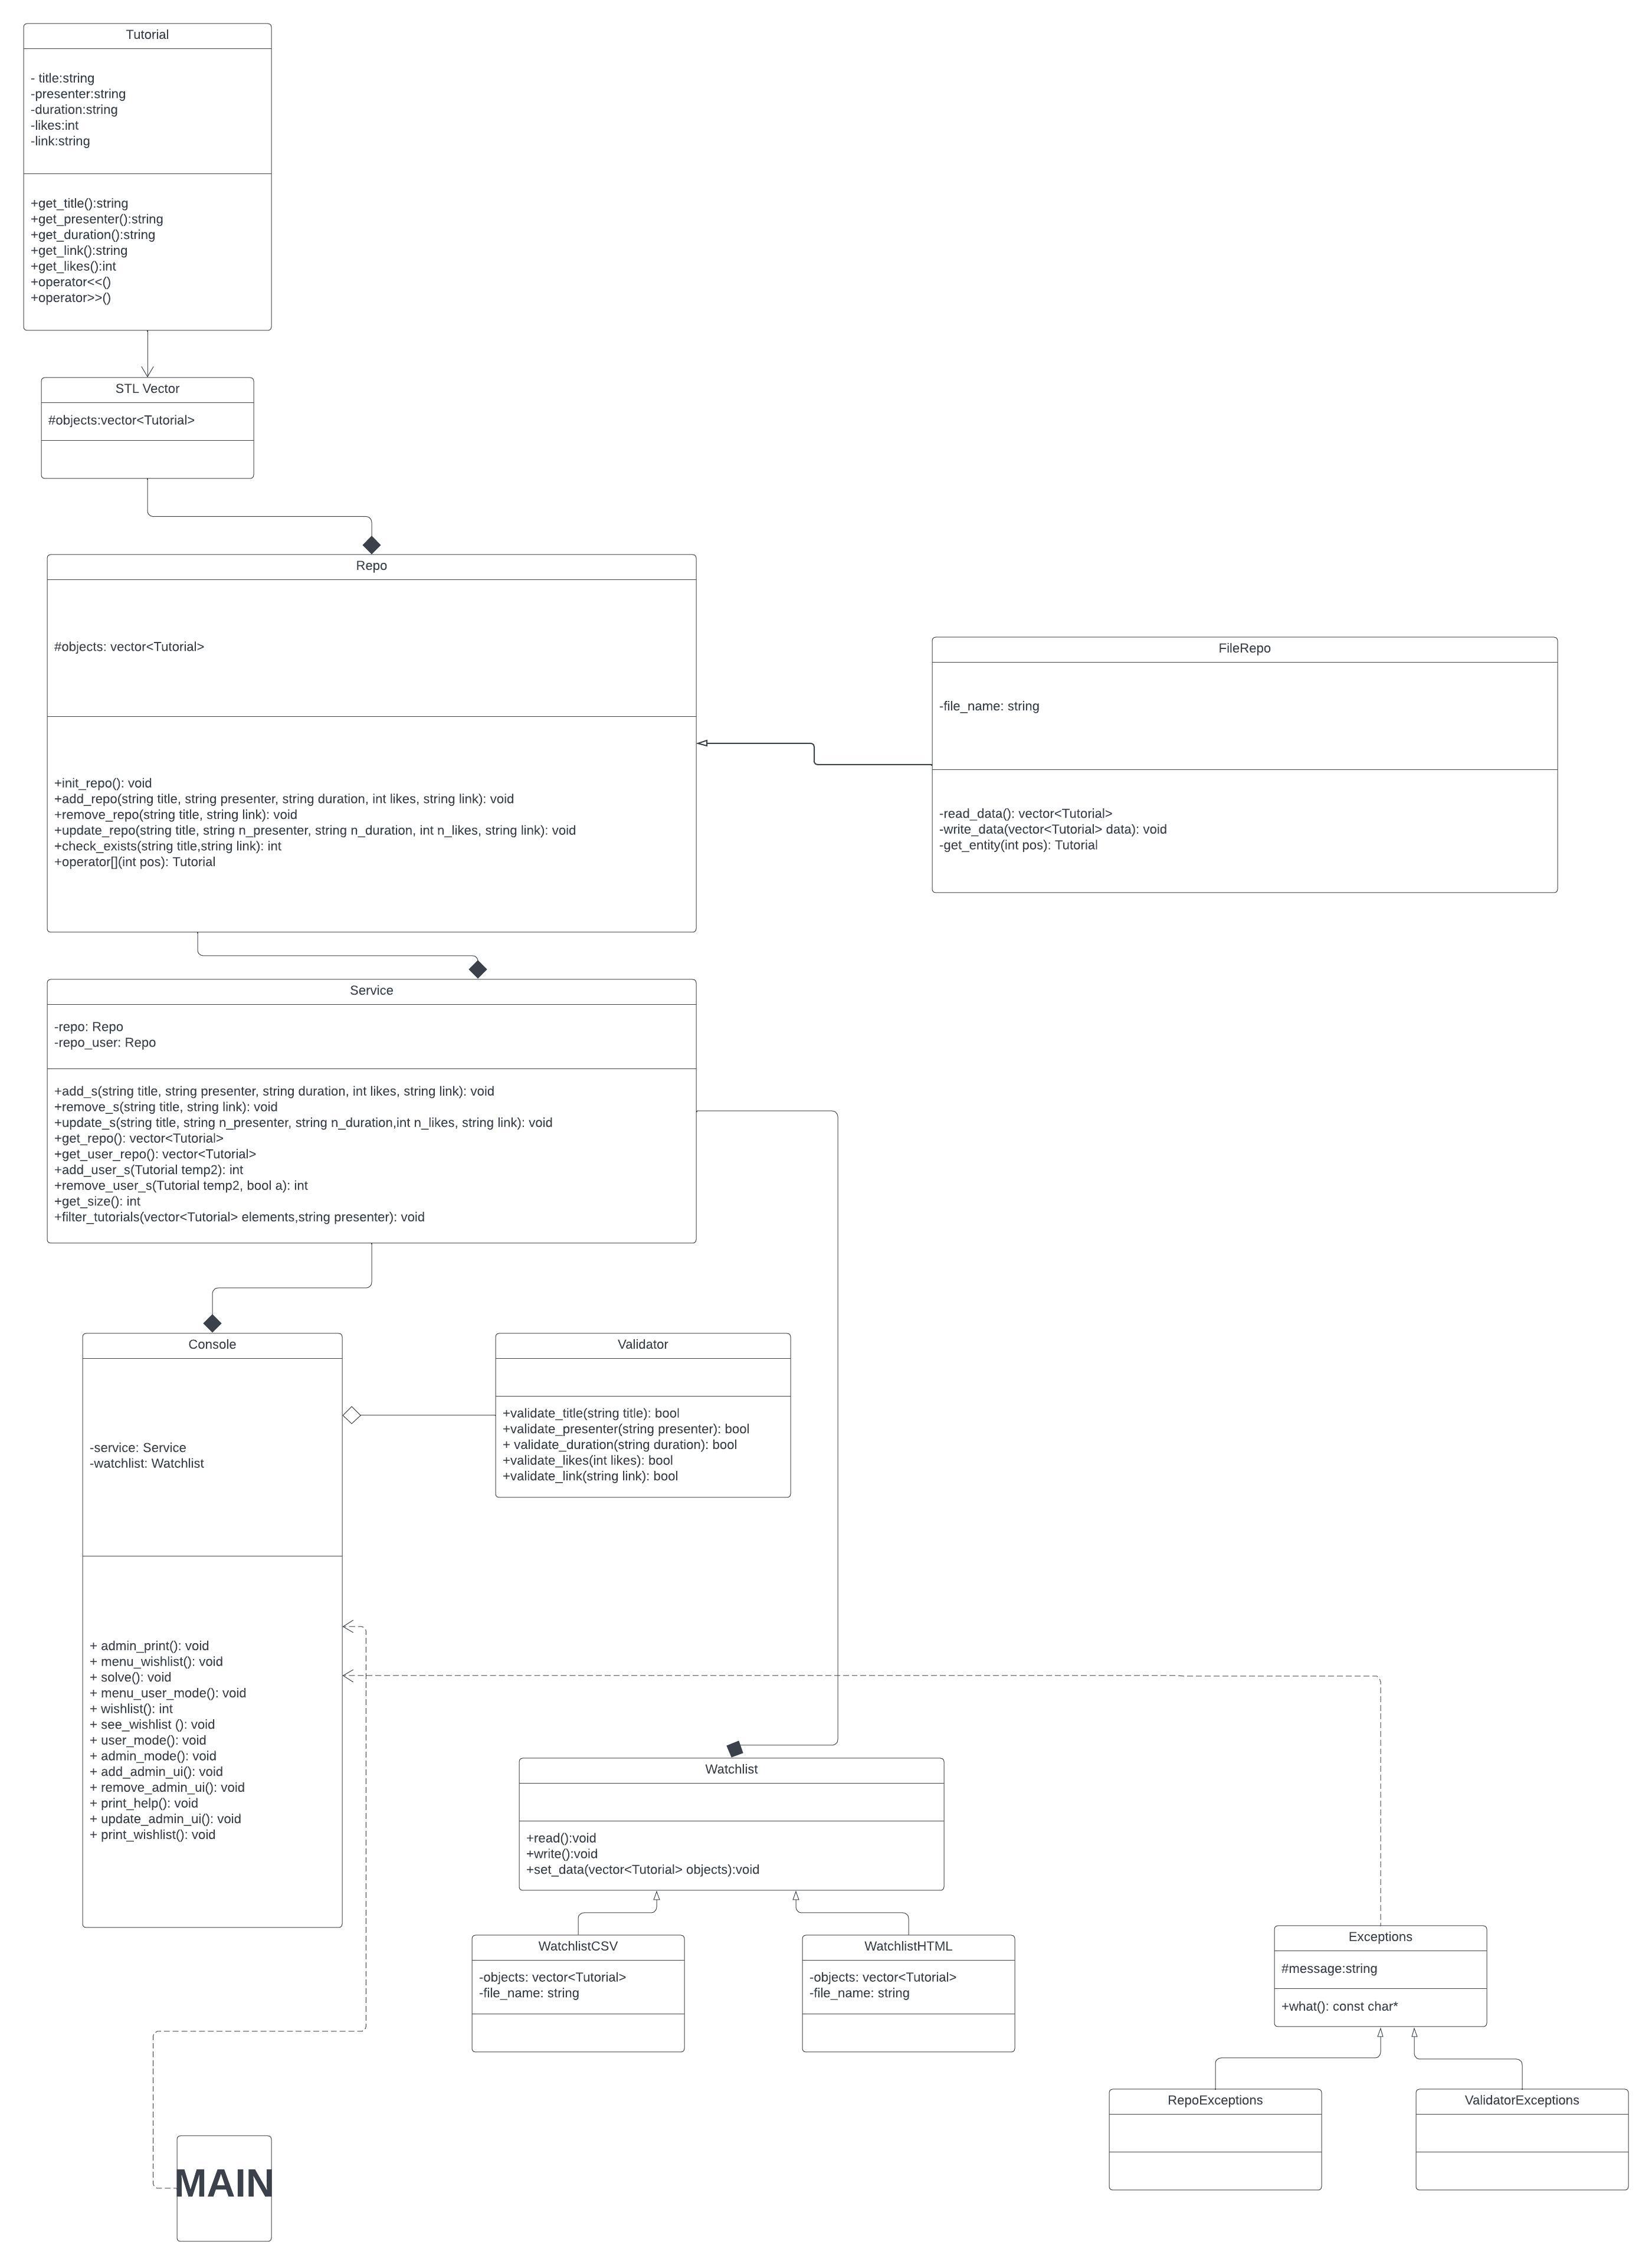 Tutorial
- title:string
-presenter:string
-duration:string
-likes:int
-link:string
+get_title():string
+get_presenter():string
+get_duration():string
+get_link():string
+get_likes():int
+operator<<()
+operator>>()
STL Vector
#objects:vector<Tutorial>
Repo
#objects: vector<Tutorial>
+init_repo(): void
+add_repo(string title, string presenter, string duration, int likes, string link): void
+remove_repo(string title, string link): void
+update_repo(string title, string n_presenter, string n_duration, int n_likes, string link): void
+check_exists(string title,string link): int
+operator[](int pos): Tutorial
FileRepo
-file_name: string
-read_data(): vector<Tutorial>
-write_data(vector<Tutorial> data): void
-get_entity(int pos): Tutorial
Service
-repo: Repo
-repo_user: Repo
+add_s(string title, string presenter, string duration, int likes, string link): void
+remove_s(string title, string link): void
+update_s(string title, string n_presenter, string n_duration,int n_likes, string link): void
+get_repo(): vector<Tutorial>
+get_user_repo(): vector<Tutorial>
+add_user_s(Tutorial temp2): int
+remove_user_s(Tutorial temp2, bool a): int
+get_size(): int
+filter_tutorials(vector<Tutorial> elements,string presenter): void
Console
-service: Service
-watchlist: Watchlist
+ admin_print(): void
+ menu_wishlist(): void
+ solve(): void
+ menu_user_mode(): void
+ wishlist(): int
+ see_wishlist (): void
+ user_mode(): void
+ admin_mode(): void
+ add_admin_ui(): void
+ remove_admin_ui(): void
+ print_help(): void
+ update_admin_ui(): void
+ print_wishlist(): void
Validator
+validate_title(string title): bool
+validate_presenter(string presenter): bool
+ validate_duration(string duration): bool
+validate_likes(int likes): bool
+validate_link(string link): bool
Watchlist
+read():void
+write():void
+set_data(vector<Tutorial> objects):void
WatchlistCSV
-objects: vector<Tutorial>
-file_name: string
WatchlistHTML
-objects: vector<Tutorial>
-file_name: string
Exceptions
#message:string
+what(): const char*
RepoExceptions
ValidatorExceptions
MAIN